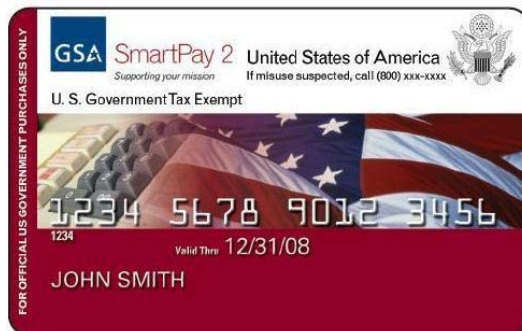 FOR OFFICIAL US GOVERNMENT PURCHASES ONLY
GSA SmartPay 2
Supporting your mission
United States of America
If misuse suspected, call (800) xxx-xxxx
U. S. Government Tax Exempt
1234 5678 9012 3456
1234
Valid Thru 12/31/08
JOHN SMITH